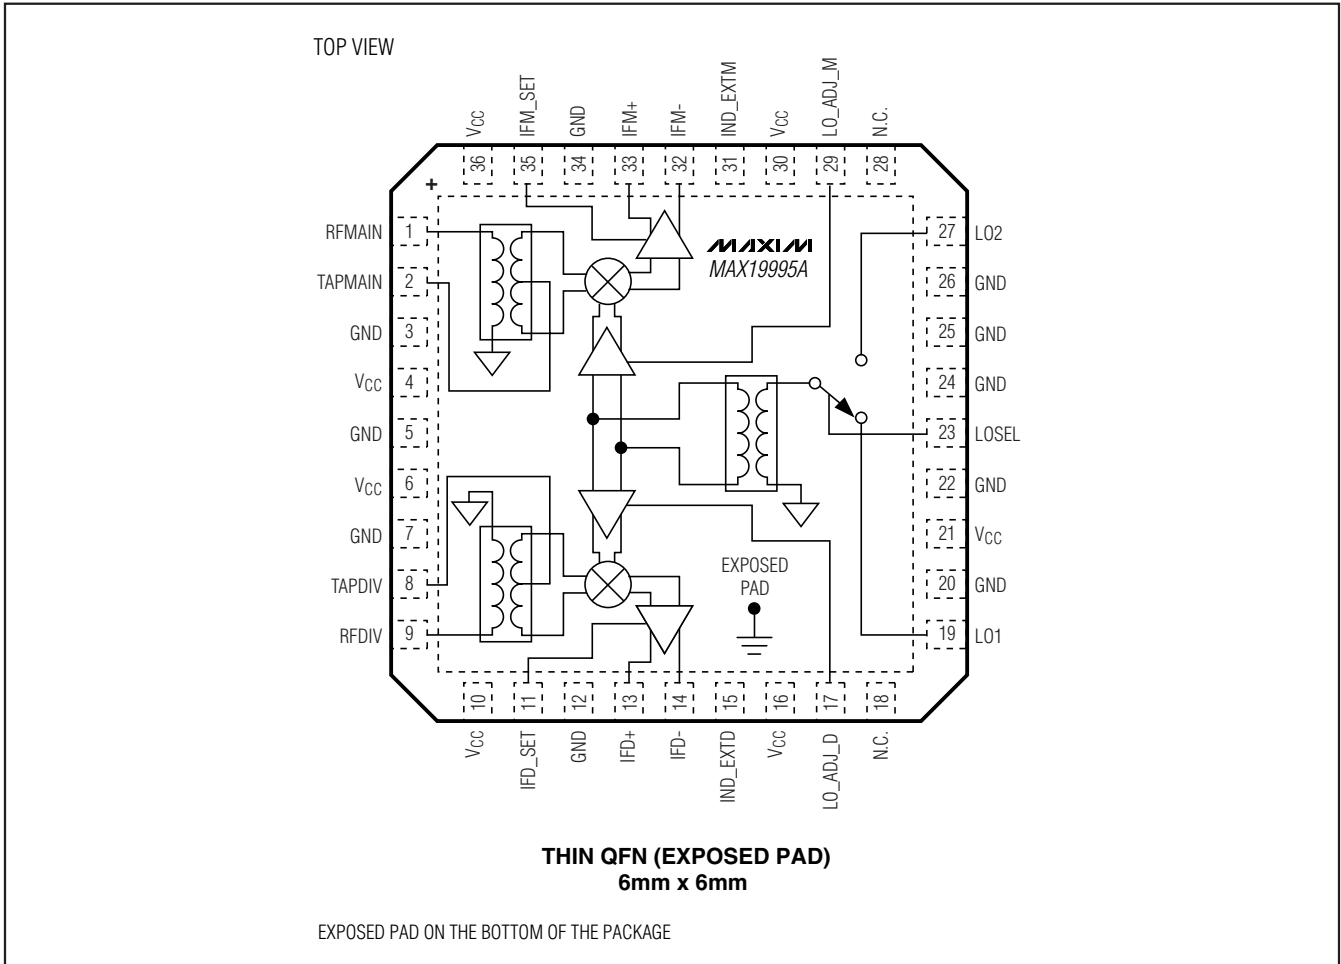 TOP VIEW
VCC
IFM_SET
GND
IFM+
IFM-
IND_EXTM
VCC
LO_ADJ_M
N.C.
36
35
34
33
32
31
30
29
28
+
RFMAIN 1
TAPMAIN 2
GND 3
VCC 4
GND 5
VCC 6
GND 7
TAPDIV 8
RFDIV 9
MAXIM
MAX19995A
EXPOSED
PAD
27 LO2
26 GND
25 GND
24 GND
23 LOSEL
22 GND
21 VCC
20 GND
19 LO1
10
11
12
13
14
15
16
17
18
VCC
IFD_SET
GND
IFD+
IFD-
IND_EXTD
VCC
LO_ADJ_D
N.C.
THIN QFN (EXPOSED PAD)
6mm x 6mm
EXPOSED PAD ON THE BOTTOM OF THE PACKAGE